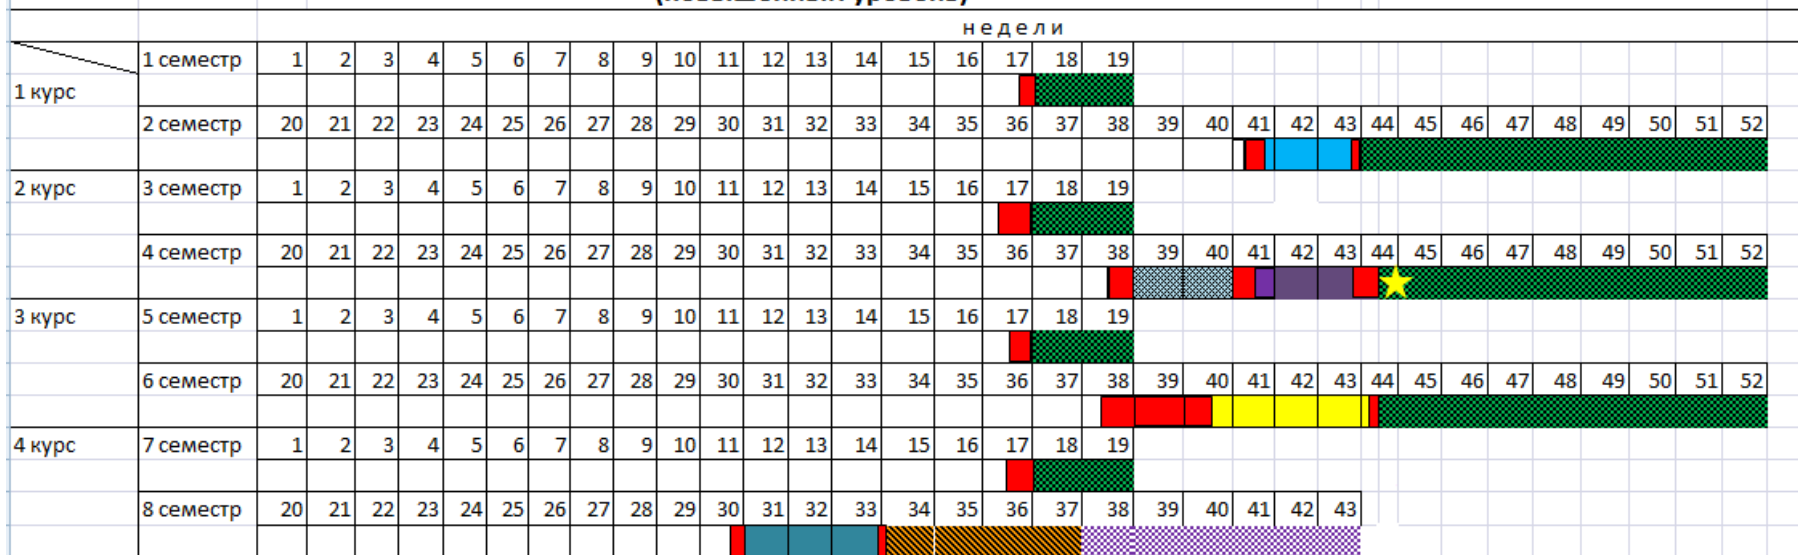 (повышенный уровень)
недели
1 семестр 1 2 3 4 5 6 7 8 9 10 11 12 13 14 15 16 17 18 19
1 курс
2 семестр 20 21 22 23 24 25 26 27 28 29 30 31 32 33 34 35 36 37 38 39 40 41 42 43 44 45 46 47 48 49 50 51 52
2 курс 3 семестр 1 2 3 4 5 6 7 8 9 10 11 12 13 14 15 16 17 18 19
4 семестр 20 21 22 23 24 25 26 27 28 29 30 31 32 33 34 35 36 37 38 39 40 41 42 43 44 45 46 47 48 49 50 51 52
3 курс 5 семестр 1 2 3 4 5 6 7 8 9 10 11 12 13 14 15 16 17 18 19
6 семестр 20 21 22 23 24 25 26 27 28 29 30 31 32 33 34 35 36 37 38 39 40 41 42 43 44 45 46 47 48 49 50 51 52
4 курс 7 семестр 1 2 3 4 5 6 7 8 9 10 11 12 13 14 15 16 17 18 19
8 семестр 20 21 22 23 24 25 26 27 28 29 30 31 32 33 34 35 36 37 38 39 40 41 42 43